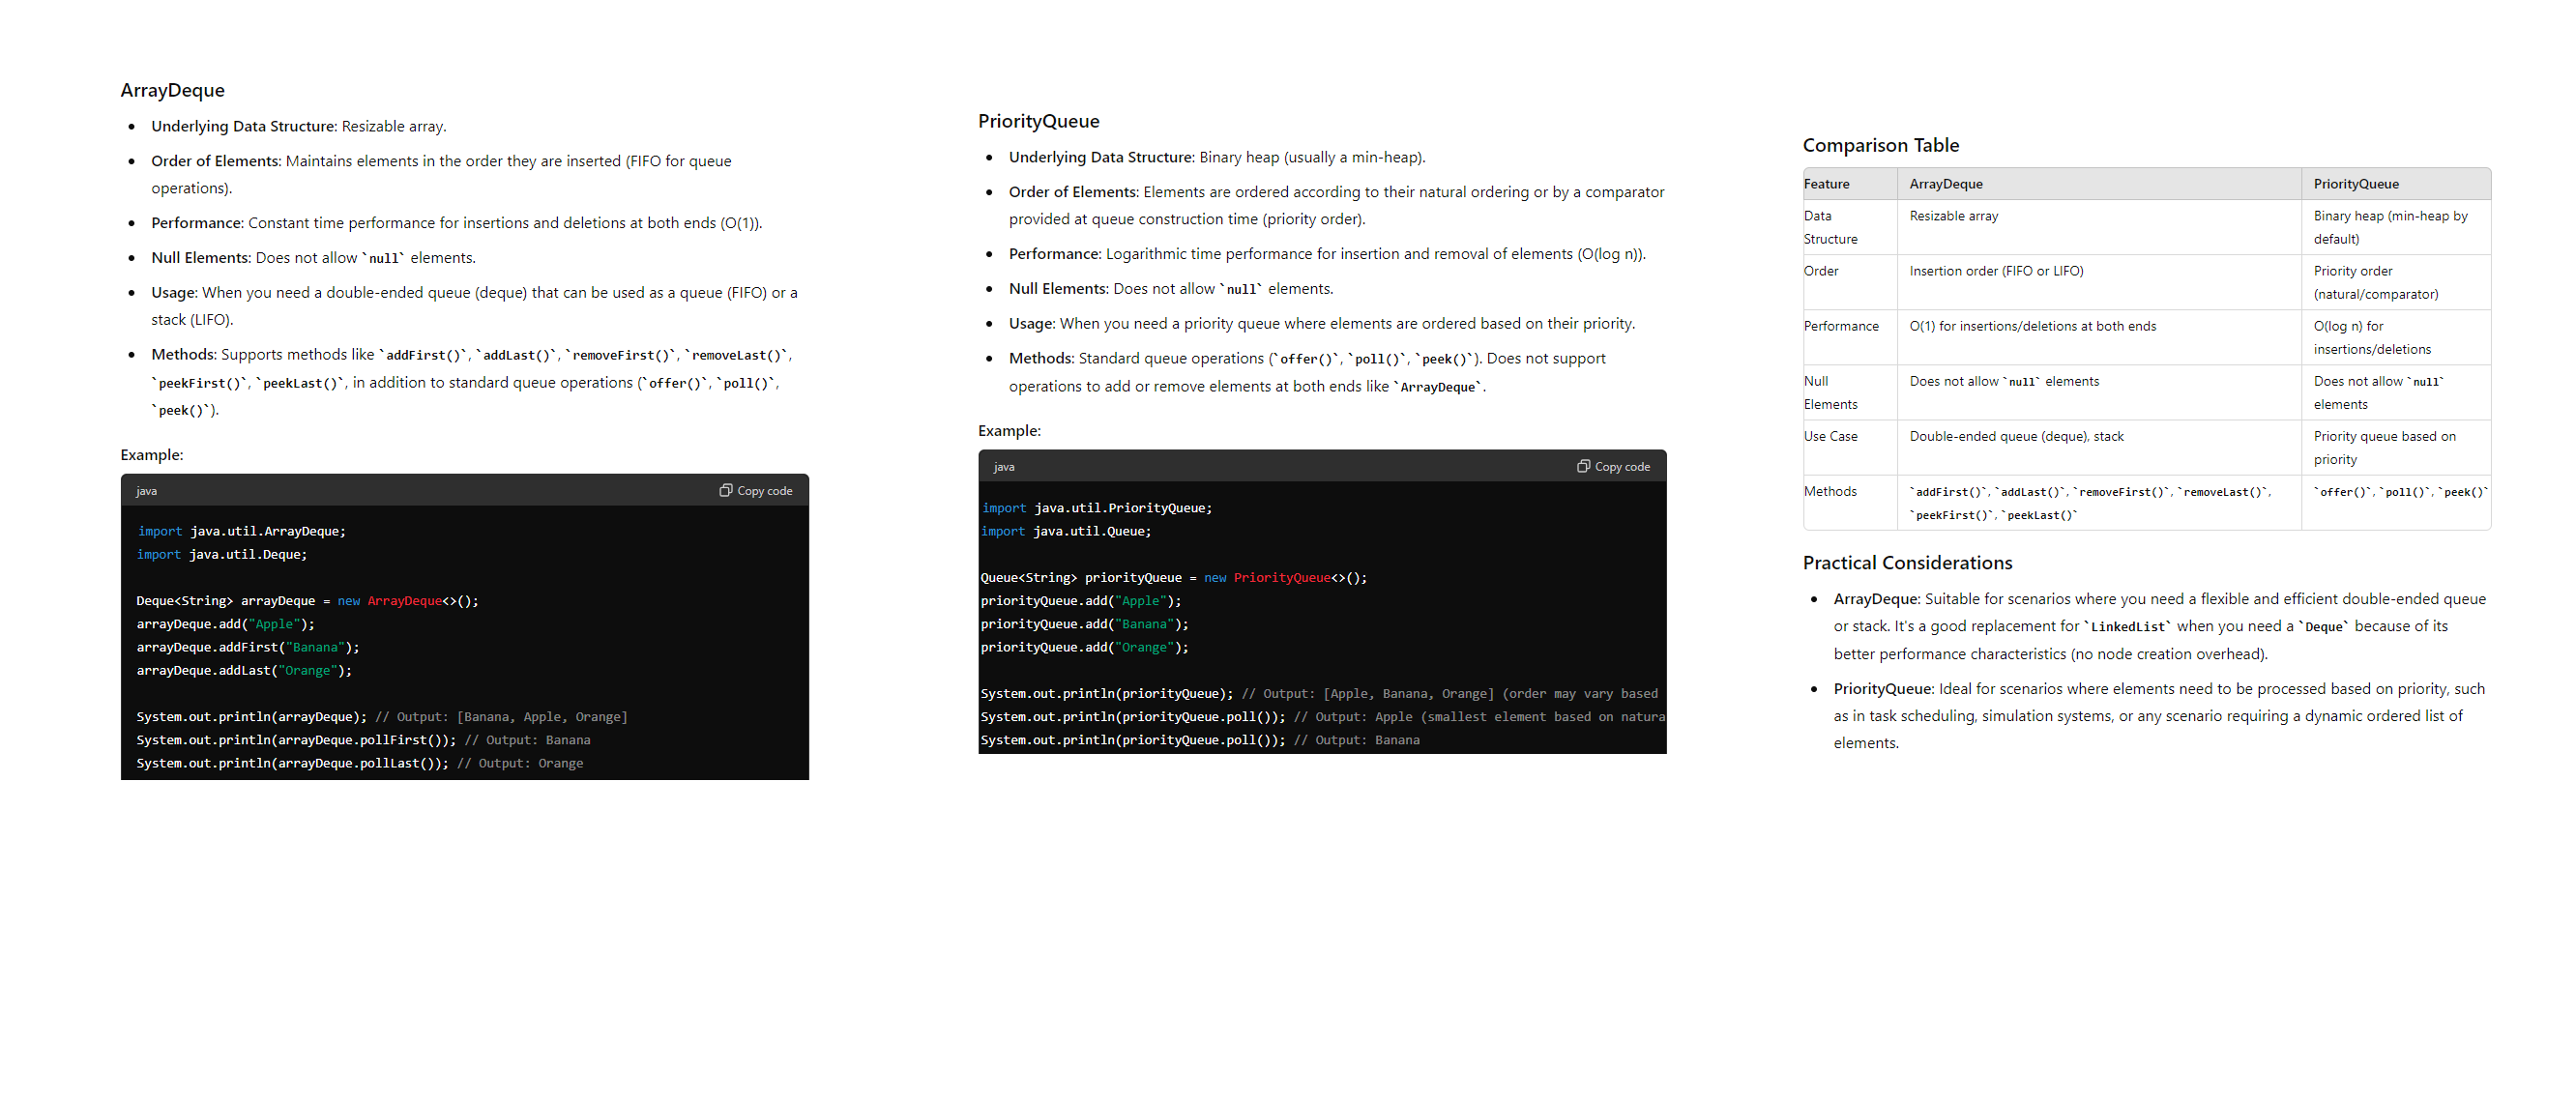 ArrayDeque
• Underlying Data Structure: Resizable array.
• Order of Elements: Maintains elements in the order they are inserted (FIFO for queue
operations).
• Performance: Constant time performance for insertions and deletions at both ends (O(1)).
• Null Elements: Does not allow `null` elements.
• Usage: When you need a double-ended queue (deque) that can be used as a queue (FIFO) or a
stack (LIFO).
• Methods: Supports methods like `addFirst()`, `addLast()`, `removeFirst()`, `removeLast()`,
`peekFirst()`, `peekLast()`, in addition to standard queue operations (`offer()`, `poll()`,
`peek()`).
Example:
java Copy code
import java.util.ArrayDeque;
import java.util.Deque;
Deque<String> arrayDeque = new ArrayDeque<>();
arrayDeque.add("Apple");
arrayDeque.addFirst("Banana");
arrayDeque.addLast("Orange");
System.out.println(arrayDeque); // Output: [Banana, Apple, Orange]
System.out.println(arrayDeque.pollFirst()); // Output: Banana
System.out.println(arrayDeque.pollLast()); // Output: Orange
PriorityQueue
• Underlying Data Structure: Binary heap (usually a min-heap).
• Order of Elements: Elements are ordered according to their natural ordering or by a comparator
provided at queue construction time (priority order).
• Performance: Logarithmic time performance for insertion and removal of elements (O(log n)).
• Null Elements: Does not allow `null` elements.
• Usage: When you need a priority queue where elements are ordered based on their priority.
• Methods: Standard queue operations (`offer()`, `poll()`, `peek()`). Does not support
operations to add or remove elements at both ends like `ArrayDeque`.
Example:
java Copy code
import java.util.PriorityQueue;
import java.util.Queue;
Queue<String> priorityQueue = new PriorityQueue<>();
priorityQueue.add("Apple");
priorityQueue.add("Banana");
priorityQueue.add("Orange");
System.out.println(priorityQueue); // Output: [Apple, Banana, Orange] (order may vary based
System.out.println(priorityQueue.poll()); // Output: Apple (smallest element based on natura
System.out.println(priorityQueue.poll()); // Output: Banana
Comparison Table
Feature ArrayDeque PriorityQueue
Data Resizable array Binary heap (min-heap by
Structure default)
Order Insertion order (FIFO or LIFO) Priority order
(natural/comparator)
Performance O(1) for insertions/deletions at both ends O(log n) for
insertions/deletions
Null Does not allow `null` elements Does not allow `null`
Elements elements
Use Case Double-ended queue (deque), stack Priority queue based on
priority
Methods `addFirst()`, `addLast()`, `removeFirst()`, `removeLast()`, `offer()`, `poll()`, `peek()`
`peekFirst()`, `peekLast()`
Practical Considerations
• ArrayDeque: Suitable for scenarios where you need a flexible and efficient double-ended queue
or stack. It's a good replacement for `LinkedList` when you need a `Deque` because of its
better performance characteristics (no node creation overhead).
• PriorityQueue: Ideal for scenarios where elements need to be processed based on priority, such
as in task scheduling, simulation systems, or any scenario requiring a dynamic ordered list of
elements.